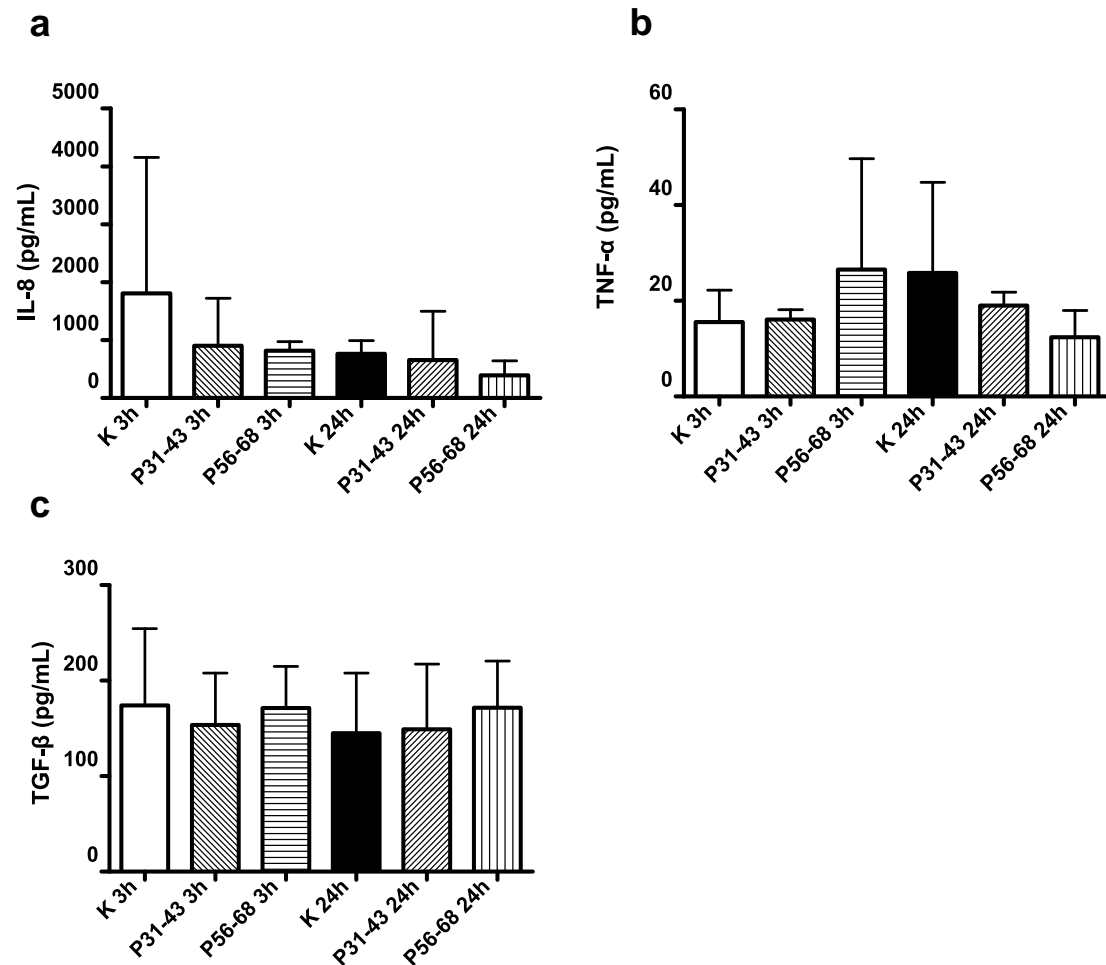 a
5000
4000
3000
2000
1000
0
IL-8 (pg/mL)
K 3h
P31-43 3h
P56-68 3h
K 24h
P31-43 24h
P56-68 24h
b
60
40
20
0
TNF-α (pg/mL)
K 3h
P31-43 3h
P56-68 3h
K 24h
P31-43 24h
P56-68 24h
c
300
200
100
0
TGF-β (pg/mL)
K 3h
P31-43 3h
P56-68 3h
K 24h
P31-43 24h
P56-68 24h